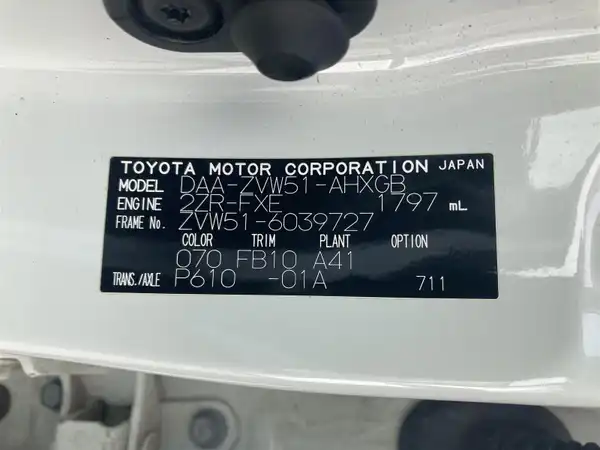 TOYOTA MOTOR CORPORATION JAPAN
MODEL DAA-ZVW51-AHXGB
ENGINE 2ZR-FXE 1797 mL
FRAME No. ZVW51-6039727
COLOR TRIM PLANT OPTION
070 FB10 A41
TRANS./AXLE P610 -01A 711